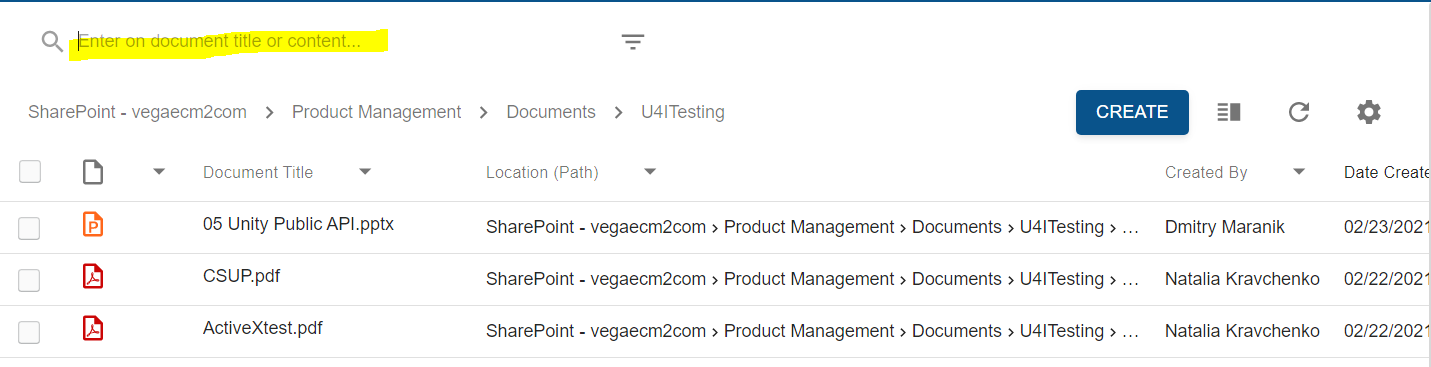 Enter on document title or content...
SharePoint - vegaecm2com > Product Management > Documents > U4ITesting
CREATE
Document Title Location (Path) Created By Date Create
05 Unity Public API.pptx SharePoint - vegaecm2com > Product Management > Documents > U4ITesting > ... Dmitry Maranik 02/23/2021
CSUP.pdf SharePoint - vegaecm2com > Product Management > Documents > U4ITesting > ... Natalia Kravchenko 02/22/2021
ActiveXtest.pdf SharePoint - vegaecm2com > Product Management > Documents > U4ITesting > ... Natalia Kravchenko 02/22/2021